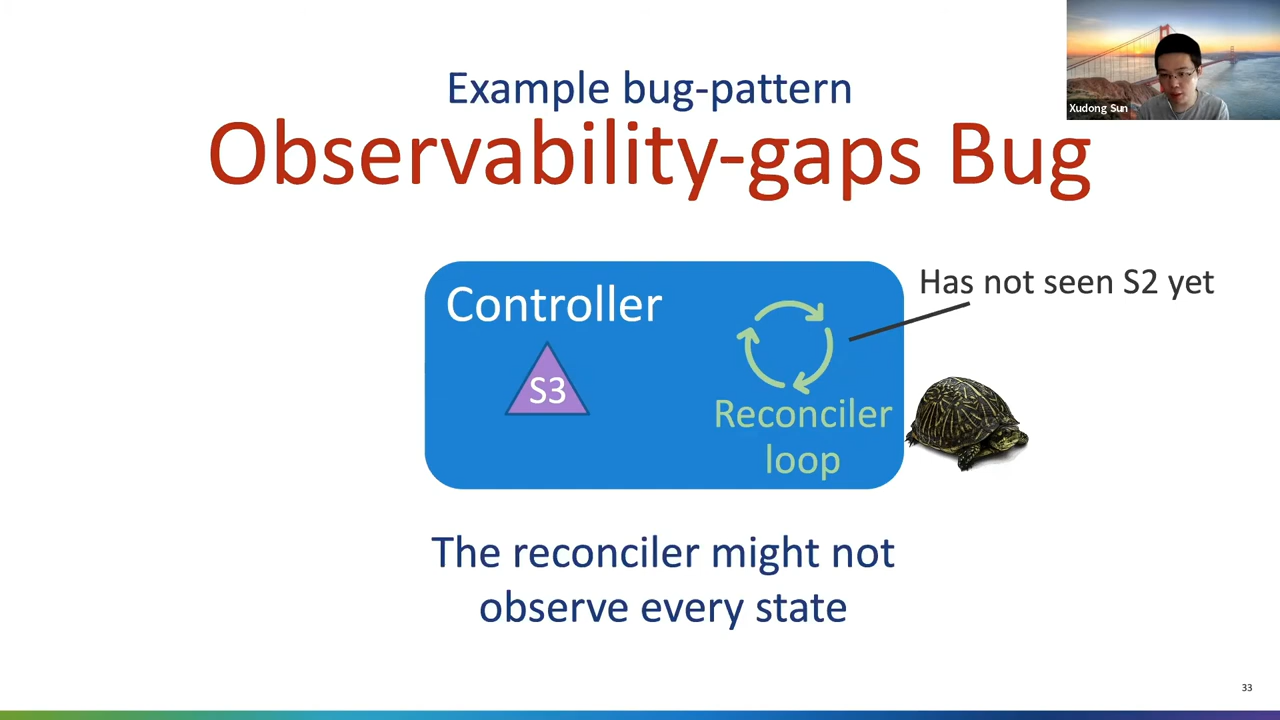 Example bug-pattern
Observability-gaps Bug
Xudong Sun
Has not seen S2 yet
Controller
S3
Reconciler
loop
The reconciler might not
observe every state
33